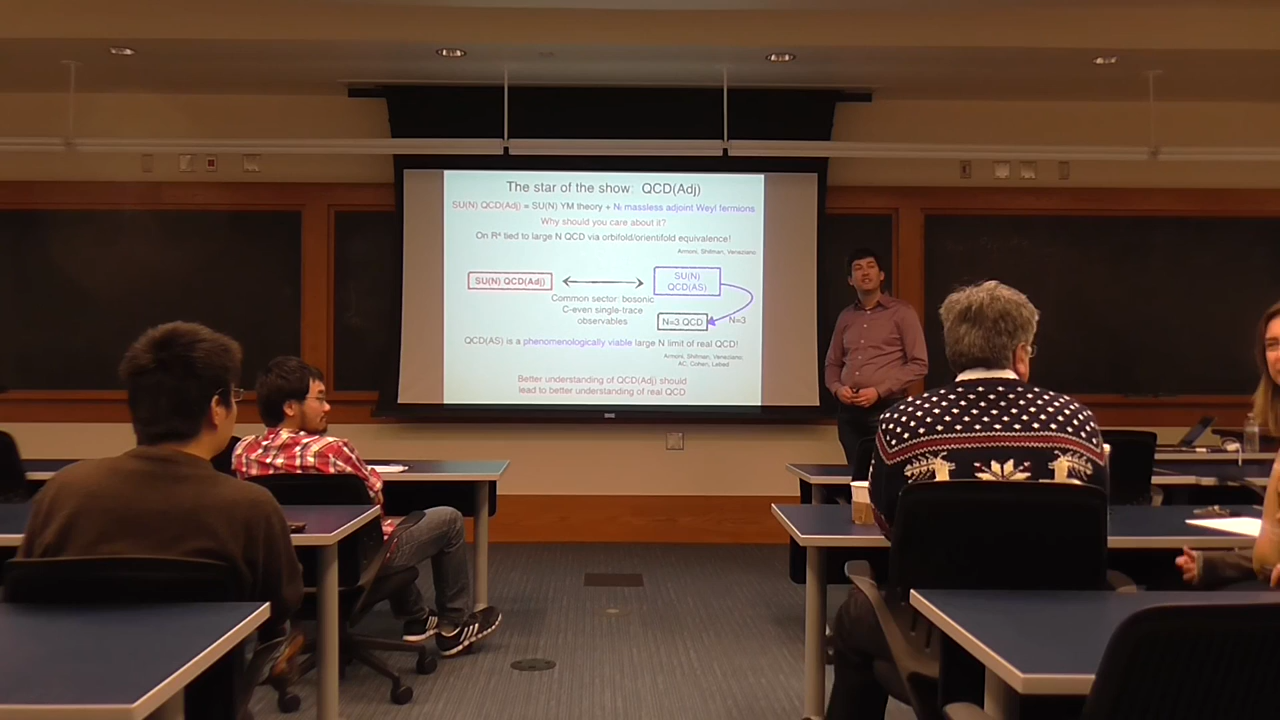 The star of the show: QCD(Adj)
SU(N) QCD(Adj) = SU(N) YM theory + Nf massless adjoint Weyl fermions
Why should you care about it?
On R⁴ tied to large N QCD via orbifold/orientifold equivalence!
Armoni, Shifman, Veneziano,
SU(N) QCD(Adj)
SU(N)
QCD(AS)
Common sector: bosonic
C-even single-trace
observables
N=3 QCD
N=3
QCD(AS) is a phenomenologically viable large N limit of real QCD!
Armoni, Shifman, Veneziano;
AC, Cohen, Lebed
Better understanding of QCD(Adj) should
lead to better understanding of real QCD